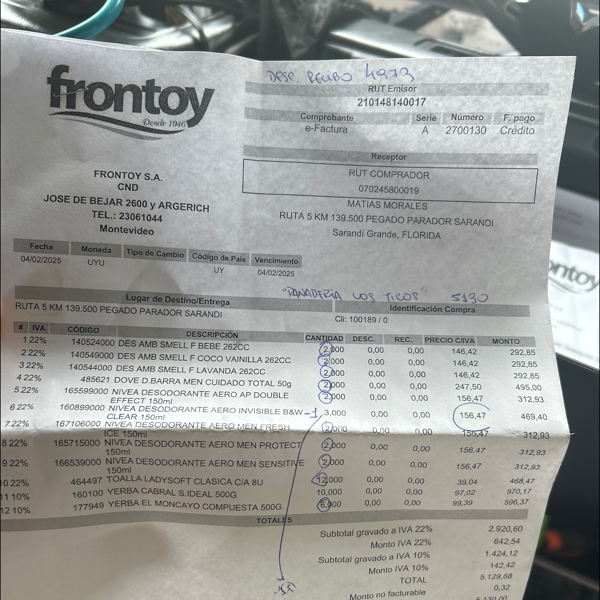 DESC. RECIBO 4973
frontoy
Desde 1946
RUT Emisor
210148140017
Comprobante Serie Número F. pago
e-Factura A 2700130 Crédito
Receptor
RUT COMPRADOR
070245800019
MATIAS MORALES
RUTA 5 KM 139.500 PEGADO PARADOR SARANDI
Sarandí Grande, FLORIDA
FRONTOY S.A.
CND
JOSE DE BEJAR 2600 y ARGERICH
TEL.: 23061044
Montevideo
Fecha Moneda Tipo de Cambio Código de País Vencimiento
04/02/2025 UYU UY 04/02/2025
"PANADERIA LOS TICOS" 5130
Lugar de Destino/Entrega Identificación Compra
RUTA 5 KM 139.500 PEGADO PARADOR SARANDI
Cli: 100189 / 0
# IVA CÓDIGO DESCRIPCIÓN CANTIDAD DESC. REC. PRECIO C/IVA MONTO
1 22% 140524000 DES AMB SMELL F BEBE 262CC 2,000 0,00 0,00 146,42 292,85
2 22% 140549000 DES AMB SMELL F COCO VAINILLA 262CC 2,000 0,00 0,00 146,42 292,85
3 22% 140544000 DES AMB SMELL F LAVANDA 262CC 2,000 0,00 0,00 146,42 292,85
4 22% 485621 DOVE D.BARRA MEN CUIDADO TOTAL 50g 2,000 0,00 0,00 247,50 495,00
5 22% 165599000 NIVEA DESODORANTE AERO AP DOUBLE 2,000 0,00 0,00 156,47 312,93
EFFECT 150ml
6 22% 160899000 NIVEA DESODORANTE AERO INVISIBLE B&W -1 3,000 0,00 0,00 156,47 469,40
CLEAR 150ml
7 22% 167106000 NIVEA DESODORANTE AERO MEN FRESH 2,000 0,00 0,00 156,47 312,93
ICE 150ml
8 22% 165715000 NIVEA DESODORANTE AERO MEN PROTECT 2,000 0,00 0,00 156,47 312,93
150ml
9 22% 166539000 NIVEA DESODORANTE AERO MEN SENSITIVE 2,000 0,00 0,00 156,47 312,93
150ml
10 22% 464497 TOALLA LADYSOFT CLASICA C/A 8U 12,000 0,00 0,00 39,04 468,47
11 10% 160100 YERBA CABRAL S.IDEAL 500G 10,000 0,00 0,00 97,02 970,17
12 10% 177949 YERBA EL MONCAYO COMPUESTA 500G 6,000 0,00 0,00 99,39 596,37
TOTALES
Subtotal gravado a IVA 22% 2.920,60
Monto IVA 22% 642,54
Subtotal gravado a IVA 10% 1.424,12
Monto IVA 10% 142,42
TOTAL 5.129,68
Monto no facturable 0,32
5.130,00